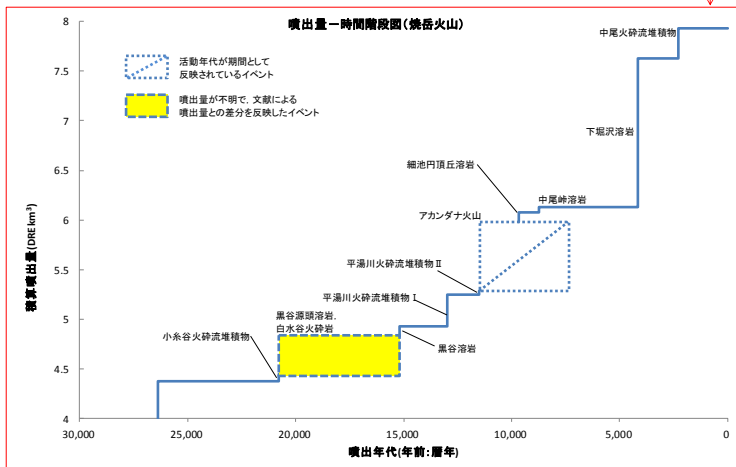 噴出量ー時間階段図(焼岳火山)
8
7.5
7
6.5
6
5.5
5
4.5
4
積算噴出量(DRE km³)
活動年代が期間として
反映されているイベント
噴出量が不明で、文献による
噴出量との差分を反映したイベント
中尾火砕流堆積物
下堀沢溶岩
細池円頂丘溶岩
中尾峠溶岩
アカンダナ火山
平湯川火砕流堆積物Ⅱ
平湯川火砕流堆積物Ⅰ
黒谷源頭溶岩,
白水谷火砕岩
小糸谷火砕流堆積物
黒谷溶岩
30,000
25,000
20,000
15,000
10,000
5,000
0
噴出年代(年前:暦年)